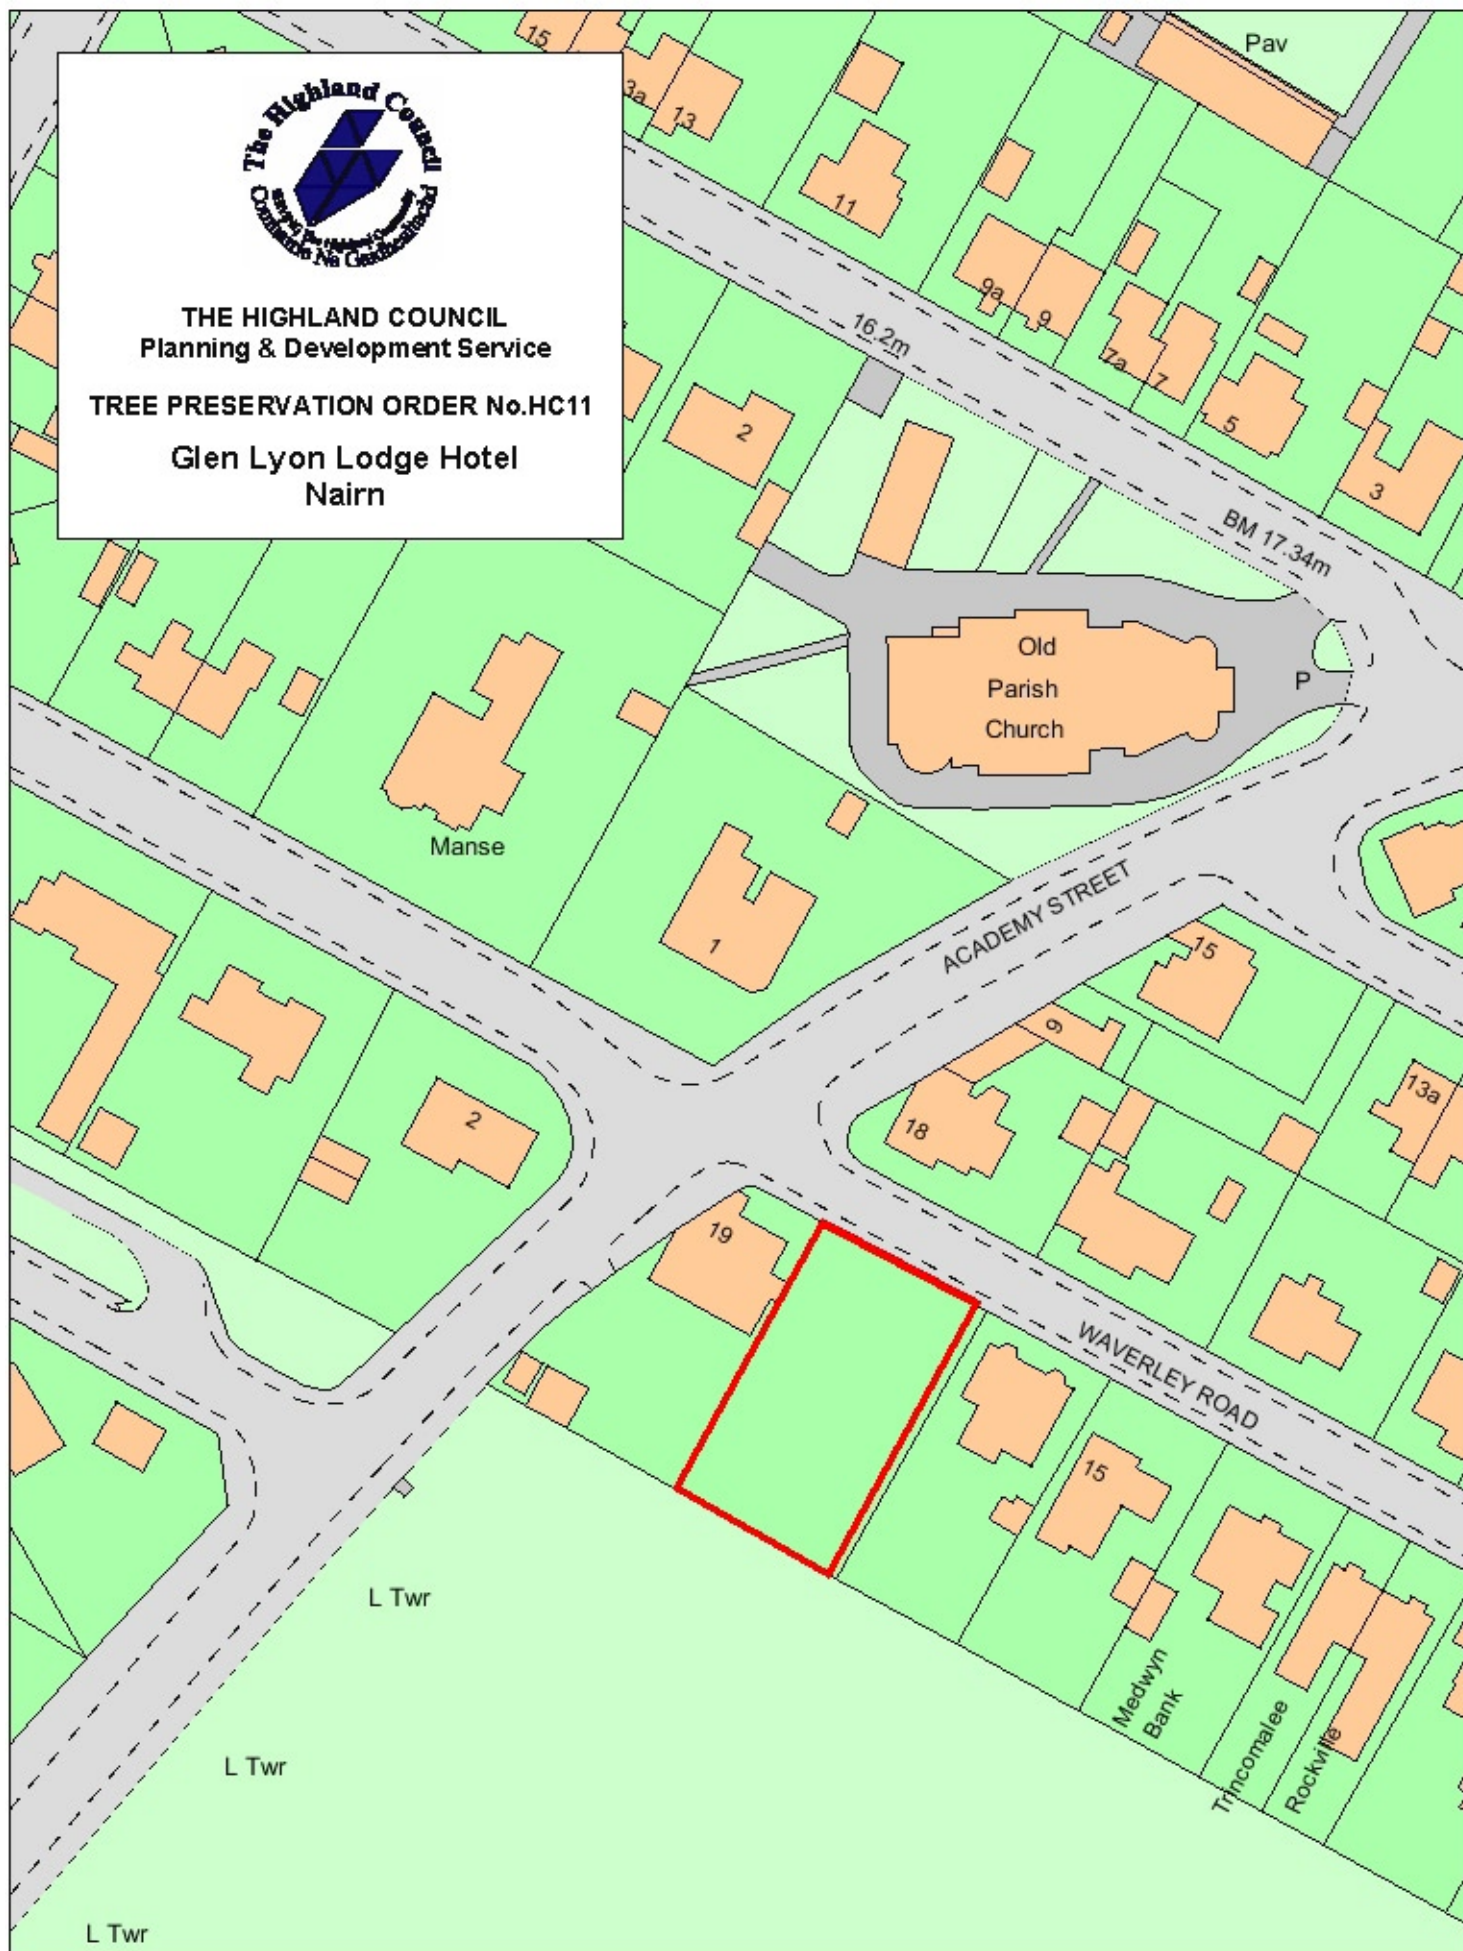 The Highland Council
Comhairle Na Gaidhealtachd
THE HIGHLAND COUNCIL
Planning & Development Service
TREE PRESERVATION ORDER No.HC11
Glen Lyon Lodge Hotel
Nairn
15
3a
13
Pav
11
9a
9
16.2m
7a
7
5
3
2
BM 17.34m
Old
Parish
Church
P
Manse
1
ACADEMY STREET
15
9
13a
18
2
19
WAVERLEY ROAD
15
L Twr
Medwyn
Bank
Trincomalee
Rockville
L Twr
L Twr